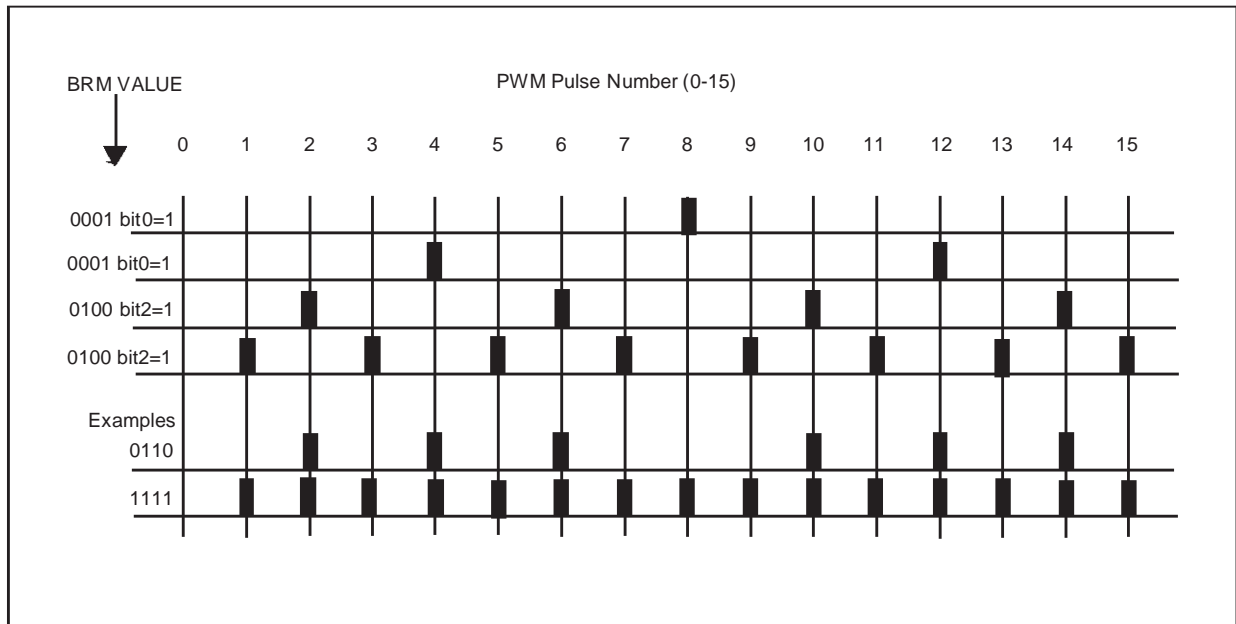 BRM VALUE
PWM Pulse Number (0-15)
0 1 2 3 4 5 6 7 8 9 10 11 12 13 14 15
0001 bit0=1
0001 bit0=1
0100 bit2=1
0100 bit2=1
Examples
0110
1111